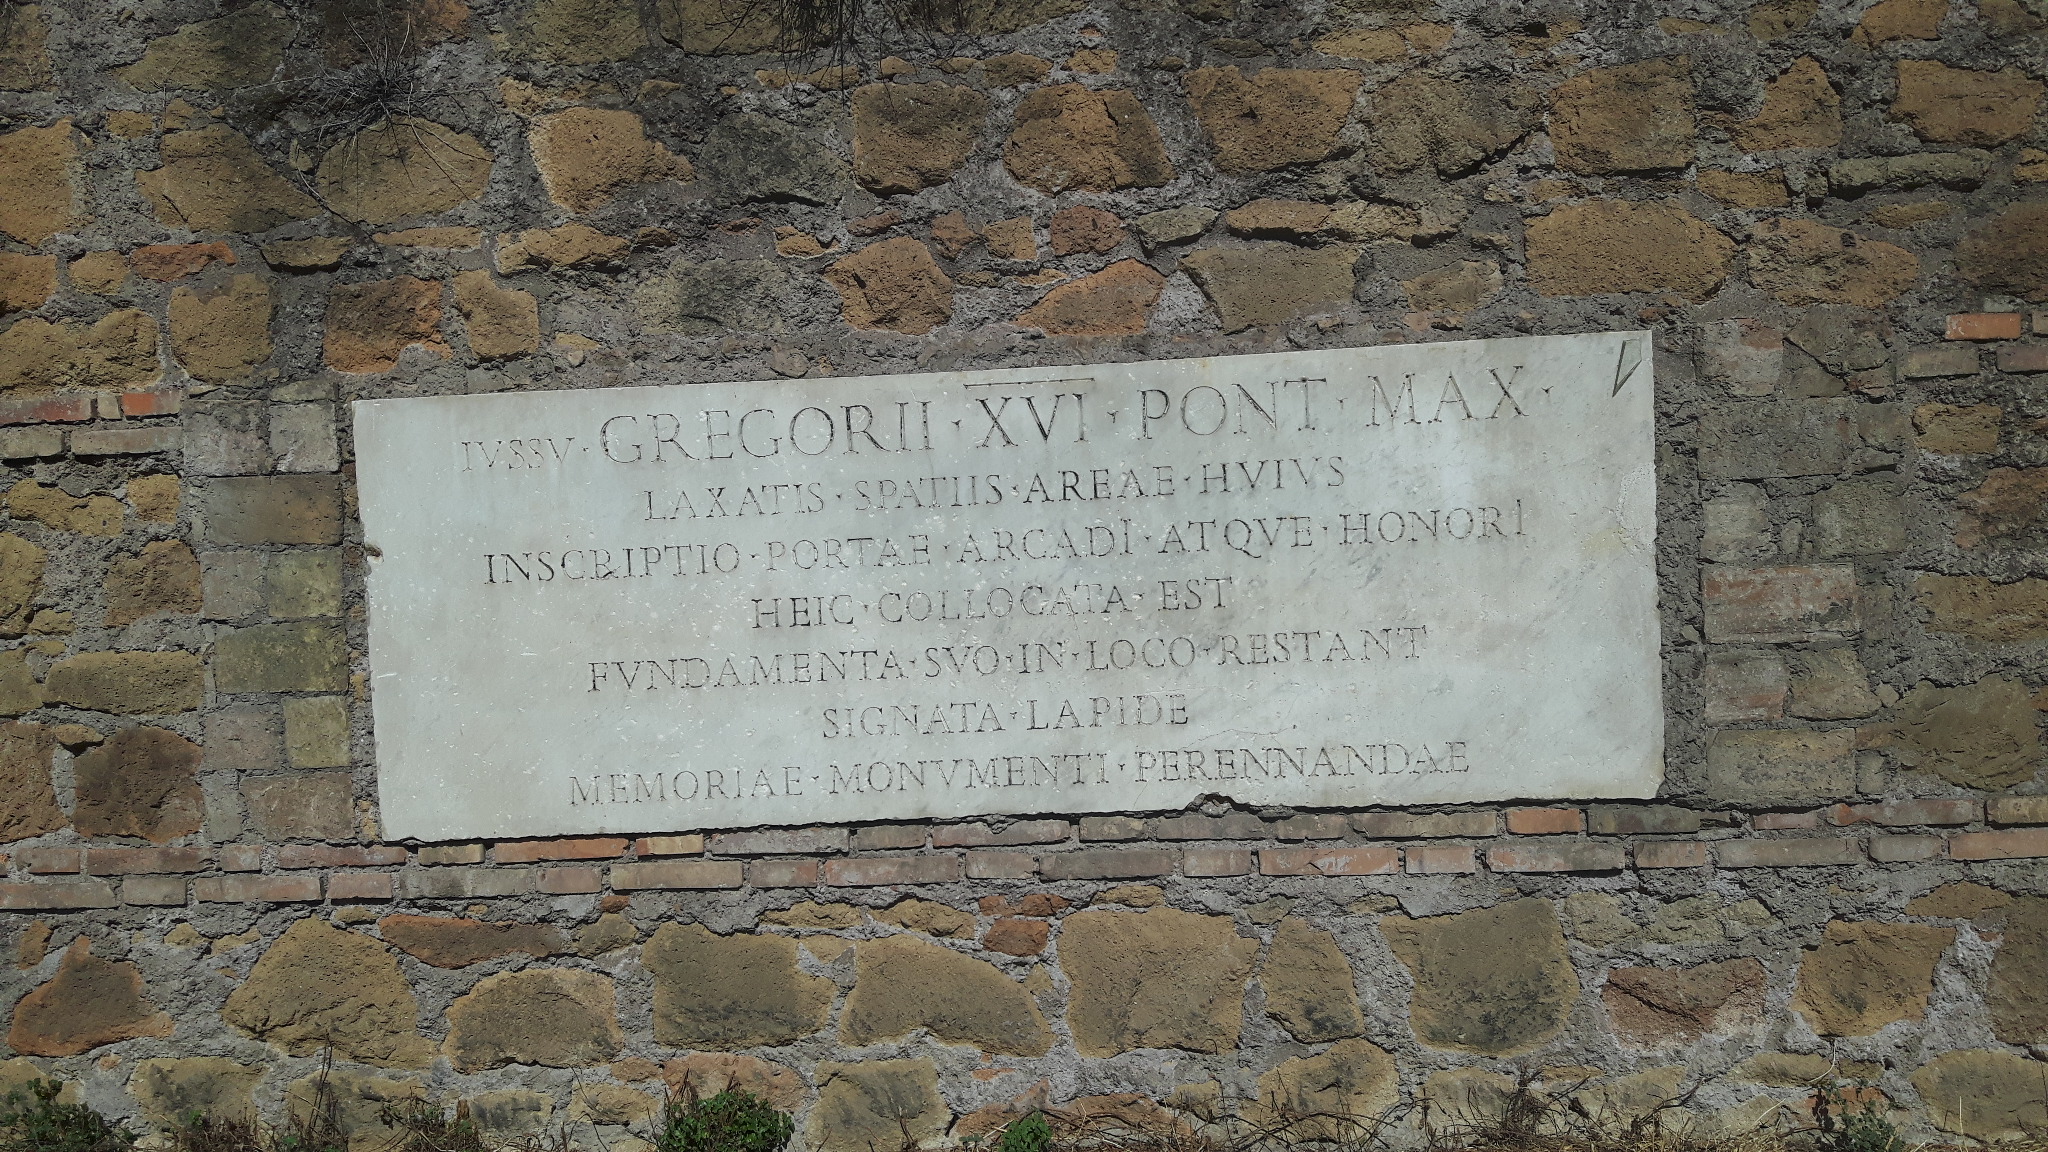 IVSSV · GREGORII · XVI · PONT · MAX ·
LAXATIS · SPATIIS · AREAE · HVIVS
INSCRIPTIO · PORTAE · ARCADI · ATQVE · HONORI
HEIC · COLLOCATA · EST
FVNDAMENTA · SVO · IN · LOCO · RESTANT
SIGNATA · LAPIDE
MEMORIAE · MONVMENTI · PERENNANDAE